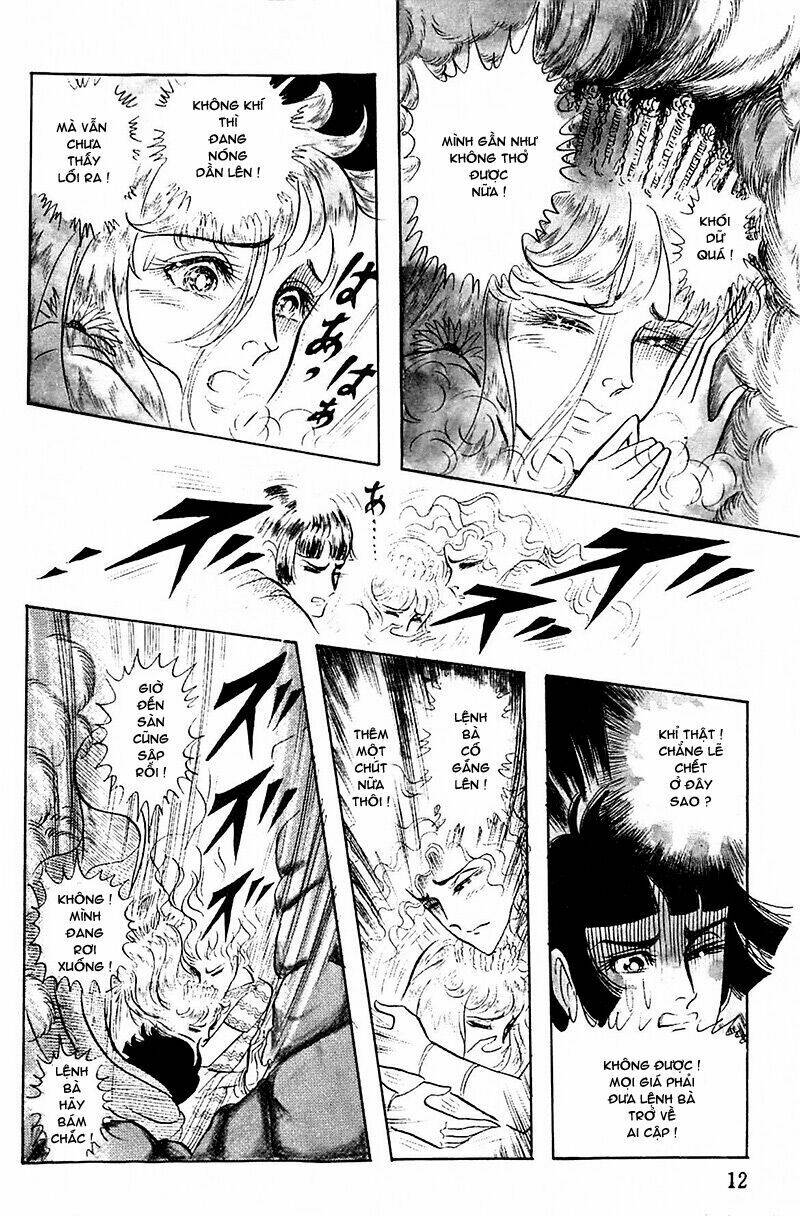 MÌNH GẦN NHƯ
KHÔNG THỞ
ĐƯỢC
NỮA !
KHÓI
DỮ
QUÁ !
KHÔNG KHÍ
THÌ
ĐANG
NÓNG
DẦN LÊN !
MÀ VẪN
CHƯA
THẤY
LỐI RA !
はあっ
はあっ
あ…
ズズズズ
KHỈ THẬT !
CHẲNG LẼ
CHẾT
Ở ĐÂY
SAO ?
KHÔNG ĐƯỢC !
MỌI GIÁ PHẢI
ĐƯA LỆNH BÀ
TRỞ VỀ
AI CẬP !
LỆNH
BÀ
CỐ
GẮNG
LÊN !
THÊM
MỘT
CHÚT
NỮA
THÔI !
ズズズズ
GIỜ
ĐẾN
SÀN
CŨNG
SẬP
RỒI !
KHÔNG !
MÌNH
ĐANG
RƠI
XUỐNG !
LỆNH
BÀ
HÃY
BÁM
CHẮC !
12